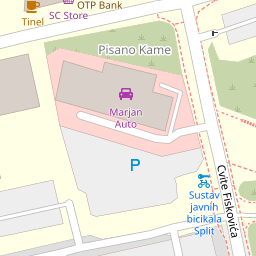 OTP Bank
Tinel
SC Store
Pisano Kame
Marjan
Auto
P
Cvite Fiskovića
Sustav
javnih
bicikala
Split